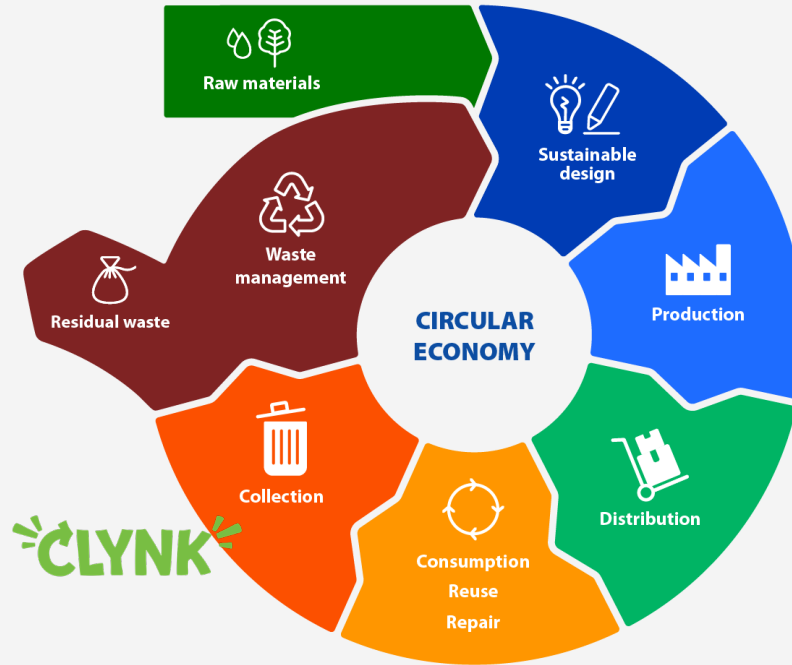 Raw materials
Sustainable
design
Production
Distribution
Consumption
Reuse
Repair
Collection
Waste
management
Residual waste
CIRCULAR
ECONOMY
CLYNK